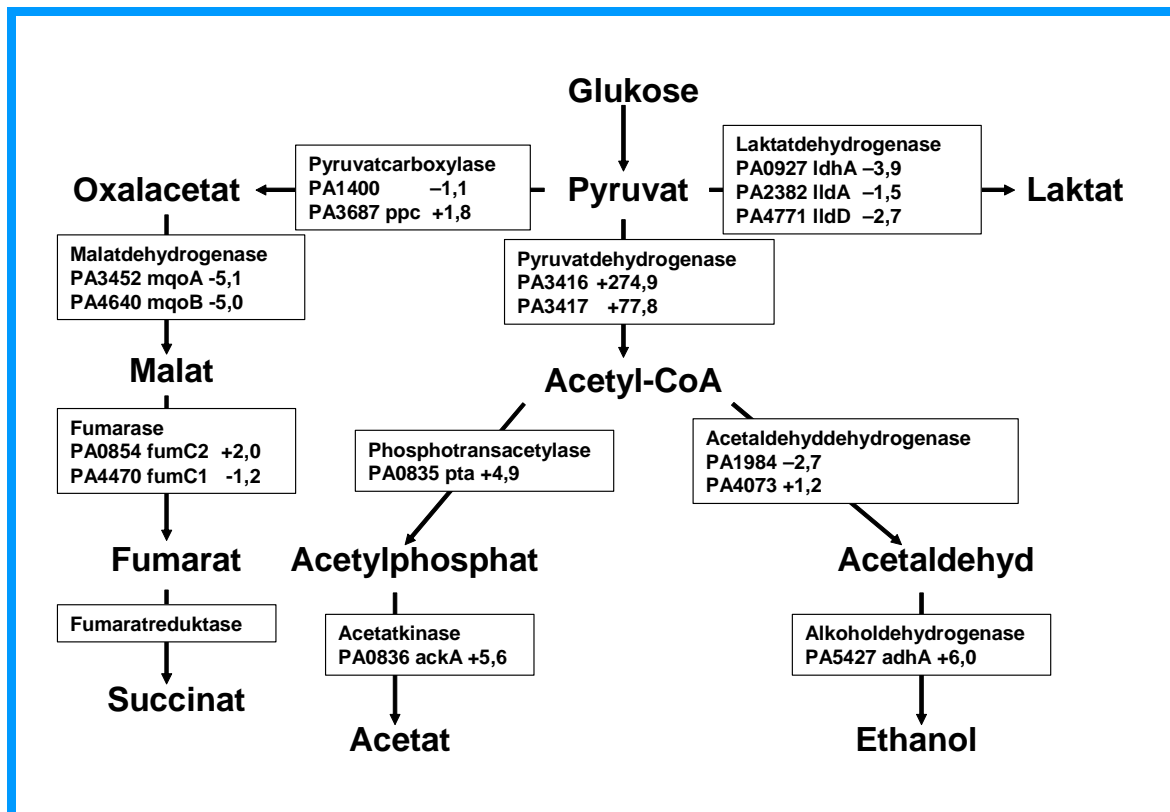 Glukose
Pyruvatcarboxylase
PA1400 –1,1
PA3687 ppc +1,8
Laktatdehydrogenase
PA0927 ldhA –3,9
PA2382 lldA –1,5
PA4771 lldD –2,7
Oxalacetat
Pyruvat
Laktat
Malatdehydrogenase
PA3452 mqoA -5,1
PA4640 mqoB -5,0
Pyruvatdehydrogenase
PA3416 +274,9
PA3417 +77,8
Malat
Acetyl-CoA
Fumarase
PA0854 fumC2 +2,0
PA4470 fumC1 -1,2
Phosphotransacetylase
PA0835 pta +4,9
Acetaldehyddehydrogenase
PA1984 –2,7
PA4073 +1,2
Fumarat
Acetylphosphat
Acetaldehyd
Fumaratreduktase
Acetatkinase
PA0836 ackA +5,6
Alkoholdehydrogenase
PA5427 adhA +6,0
Succinat
Acetat
Ethanol